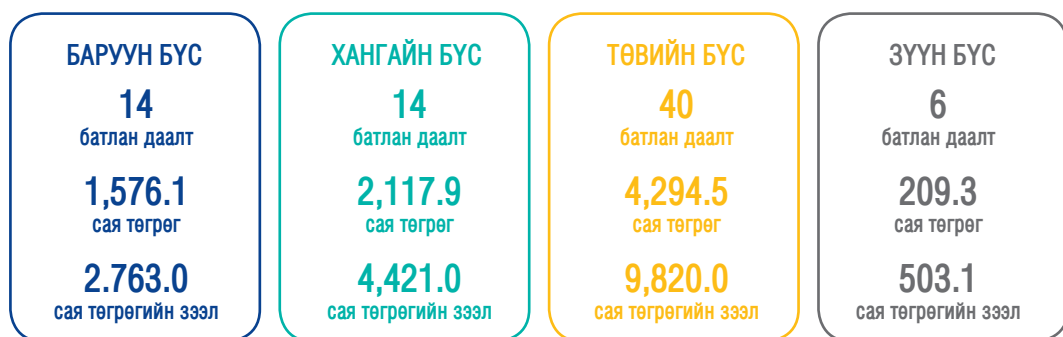 БАРУУН БҮС
14
батлан даалт
1,576.1
сая төгрөг
2.763.0
сая төгрөгийн зээл
ХАНГАЙН БҮС
14
батлан даалт
2,117.9
сая төгрөг
4,421.0
сая төгрөгийн зээл
ТӨВИЙН БҮС
40
батлан даалт
4,294.5
сая төгрөг
9,820.0
сая төгрөгийн зээл
ЗҮҮН БҮС
6
батлан даалт
209.3
сая төгрөг
503.1
сая төгрөгийн зээл